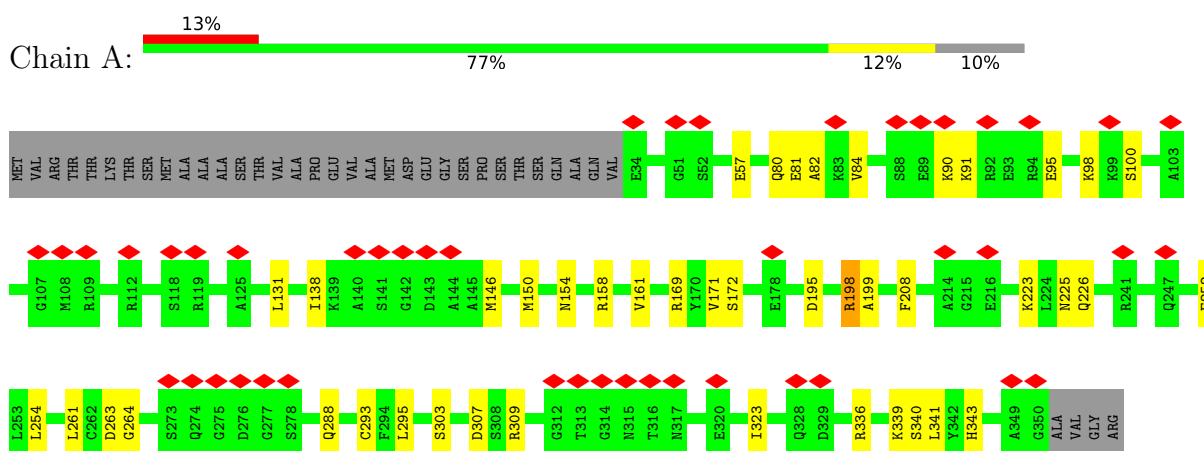 13%
Chain A:
77% 12% 10%
MET VAL ARG THR THR LYS THR SER MET ALA ALA ALA SER THR VAL ALA PRO GLU VAL ALA MET ASP GLU GLY SER PRO SER THR SER GLN ALA GLN VAL E34 G51 S52 E57 Q80 E81 A82 K83 V84 S88 E89 K90 K91 R92 E93 R94 E95 K98 K99 S100 A103
G107 M108 R109 R112 S118 R119 A125 L131 I138 K139 A140 S141 G142 D143 A144 A145 M146 M150 N154 R158 V161 R169 Y170 V171 S172 E178 D195 R198 A199 F208 A214 G215 E216 K223 L224 N225 Q226 R241 Q247
L253 L254 L261 C262 D263 G264 S273 Q274 G275 D276 G277 S278 Q288 C293 F294 L295 S303 D307 S308 R309 G312 T313 G314 N315 T316 N317 E320 I323 Q328 D329 R336 K339 S340 L341 Y342 H343 A349 G350 ALA VAL GLY ARG